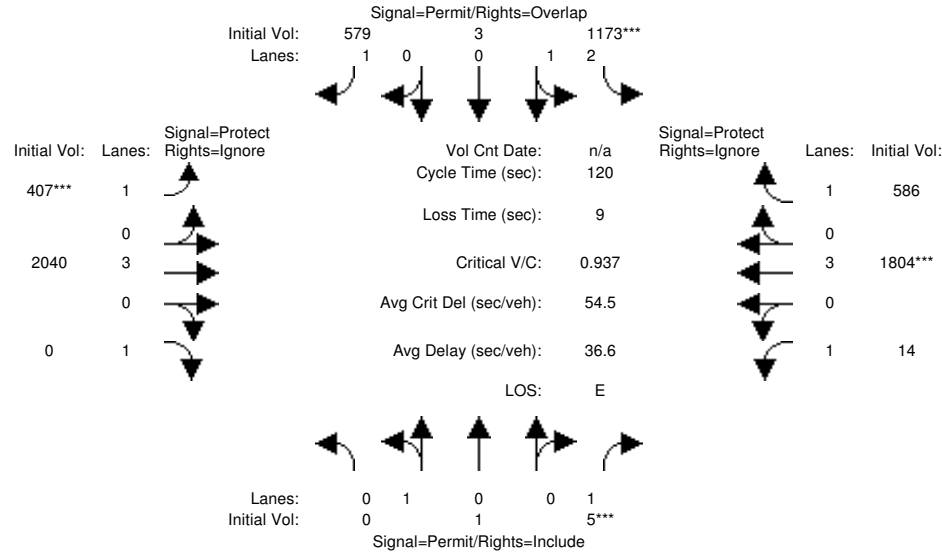 Signal=Permit/Rights=Overlap
Initial Vol: 579 3 1173***
Lanes: 1 0 0 1 2
Signal=Protect Signal=Protect
Initial Vol: Lanes: Rights=Ignore Vol Cnt Date: n/a Rights=Ignore Lanes: Initial Vol:
Cycle Time (sec): 120
407*** 1 1 586
Loss Time (sec): 9
0 0
2040 3 Critical V/C: 0.937 3 1804***
0 Avg Crit Del (sec/veh): 54.5 0
0 1 Avg Delay (sec/veh): 36.6 1 14
LOS: E
Lanes: 0 1 0 0 1
Initial Vol: 0 1 5***
Signal=Permit/Rights=Include